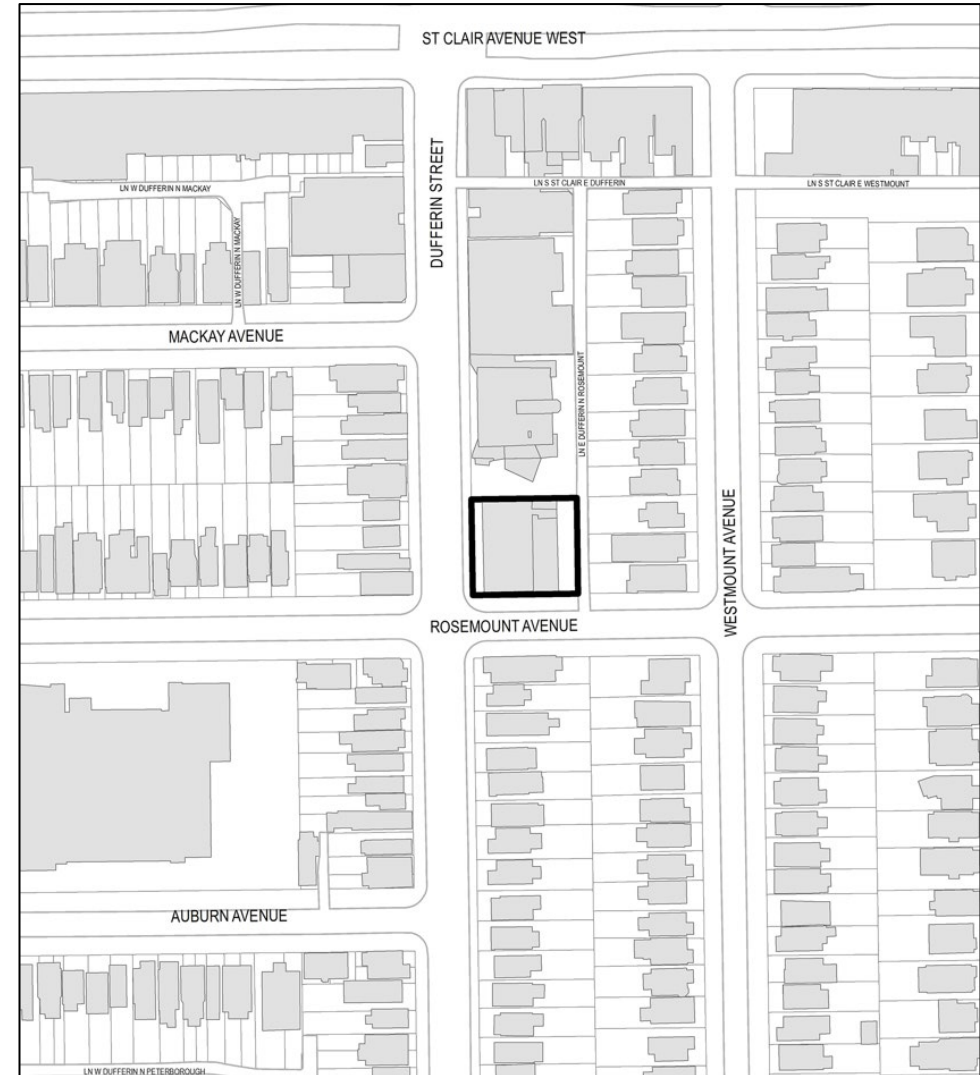 ST CLAIR AVENUE WEST
DUFFERIN STREET
LN W DUFFERIN N MACKAY
LN S ST CLAIR E DUFFERIN
LN S ST CLAIR E WESTMOUNT
LN W DUFFERIN N MACKAY
MACKAY AVENUE
LN E DUFFERIN N ROSEMOUNT
WESTMOUNT AVENUE
ROSEMOUNT AVENUE
AUBURN AVENUE
LN W DUFFERIN N PETERBOROUGH